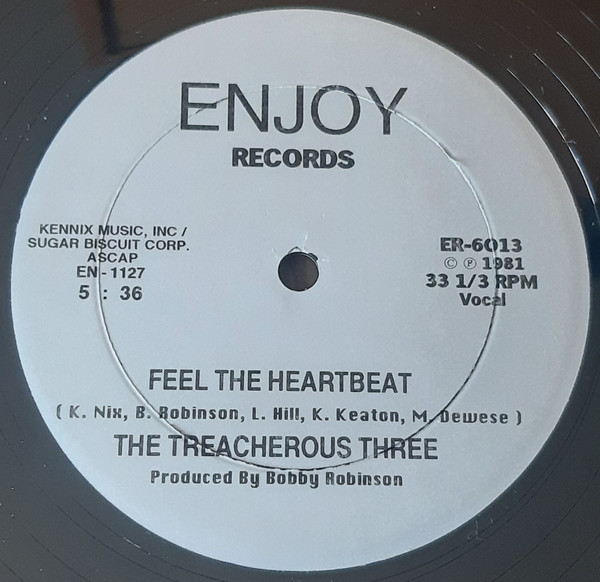 ENJOY
RECORDS
KENNIX MUSIC, INC /
SUGAR BISCUIT CORP.
ASCAP
EN-1127
5 : 36
ER-6013
© ℗ 1981
33 1/3 RPM
Vocal
FEEL THE HEARTBEAT
( K. Nix, B. Robinson, L. Hill, K. Keaton, M. Dewese )
THE TREACHEROUS THREE
Produced By Bobby Robinson